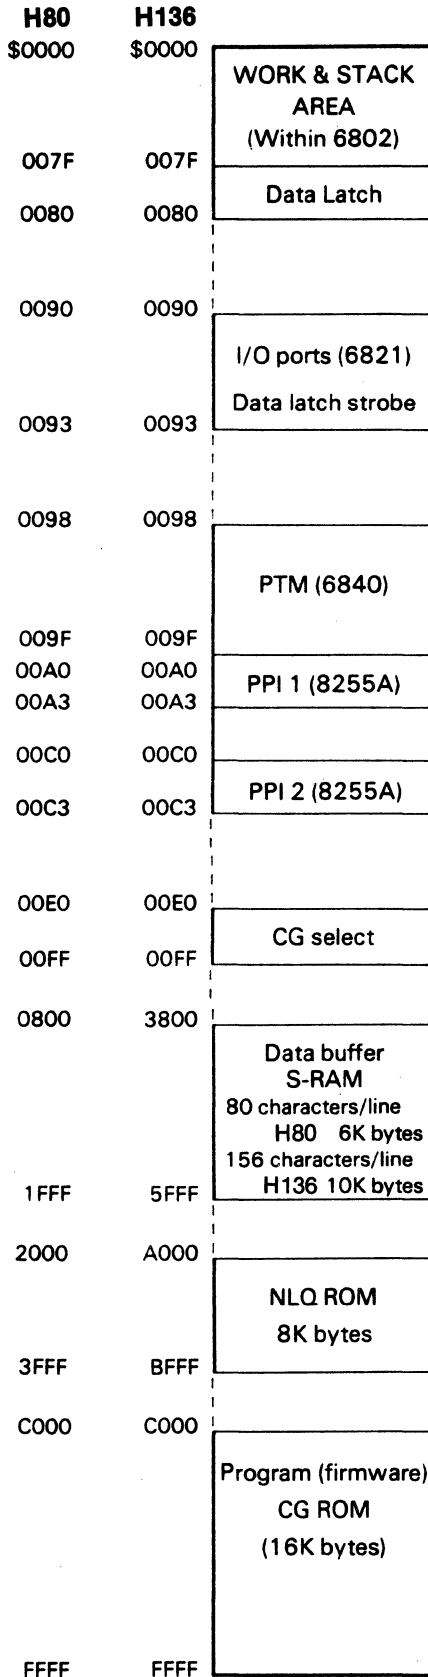 H80 H136
$0000 $0000
WORK & STACK
AREA
(Within 6802)
007F 007F
Data Latch
0080 0080
0090 0090
I/O ports (6821)
Data latch strobe
0093 0093
0098 0098
PTM (6840)
009F 009F
00A0 00A0
PPI 1 (8255A)
00A3 00A3
00C0 00C0
PPI 2 (8255A)
00C3 00C3
00E0 00E0
CG select
00FF 00FF
0800 3800
Data buffer
S-RAM
80 characters/line
H80 6K bytes
156 characters/line
H136 10K bytes
1FFF 5FFF
2000 A000
NLQ ROM
8K bytes
3FFF BFFF
C000 C000
Program (firmware)
CG ROM
(16K bytes)
FFFF FFFF